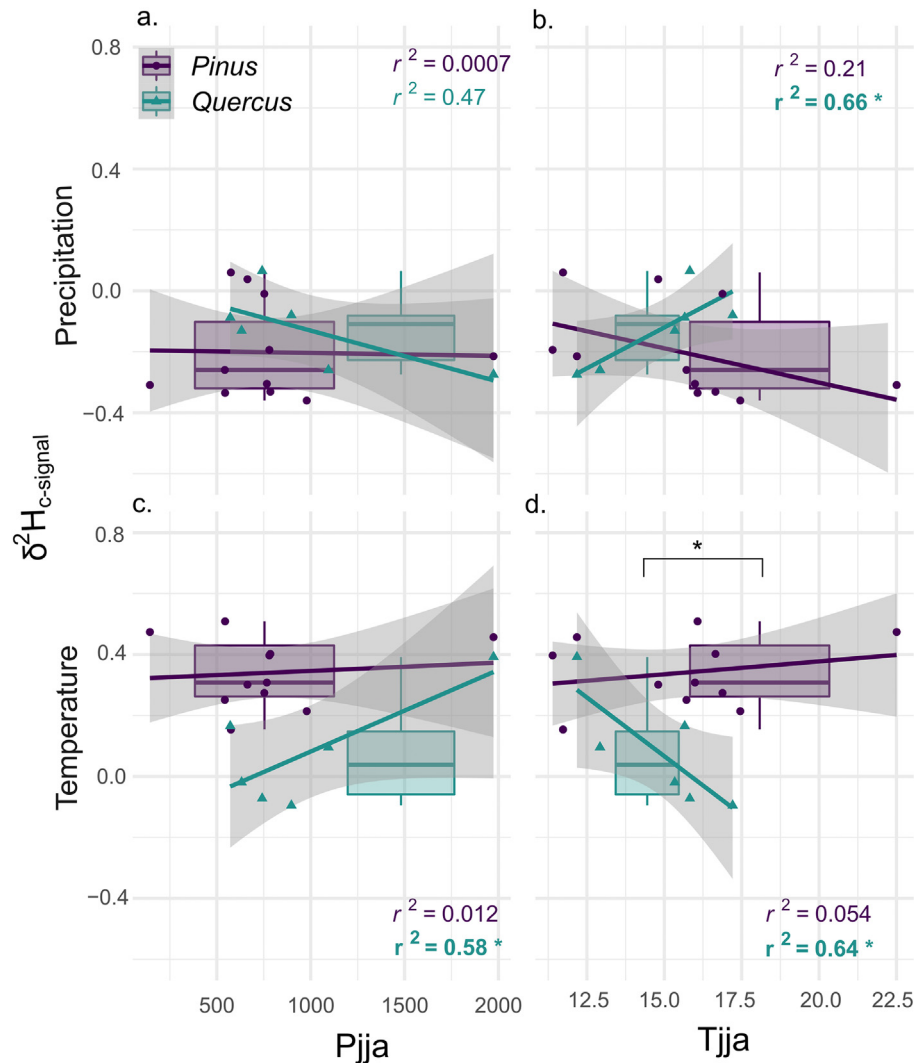 a.
b.
Pinus
Quercus
r ² = 0.0007
r ² = 0.47
r ² = 0.21
r ² = 0.66 *
0.8
0.4
0.0
−0.4
Precipitation
δ²Hc-signal
c.
d.
*
0.8
0.4
0.0
−0.4
Temperature
r ² = 0.012
r ² = 0.58 *
r ² = 0.054
r ² = 0.64 *
500 1000 1500 2000
12.5 15.0 17.5 20.0 22.5
Pjja
Tjja